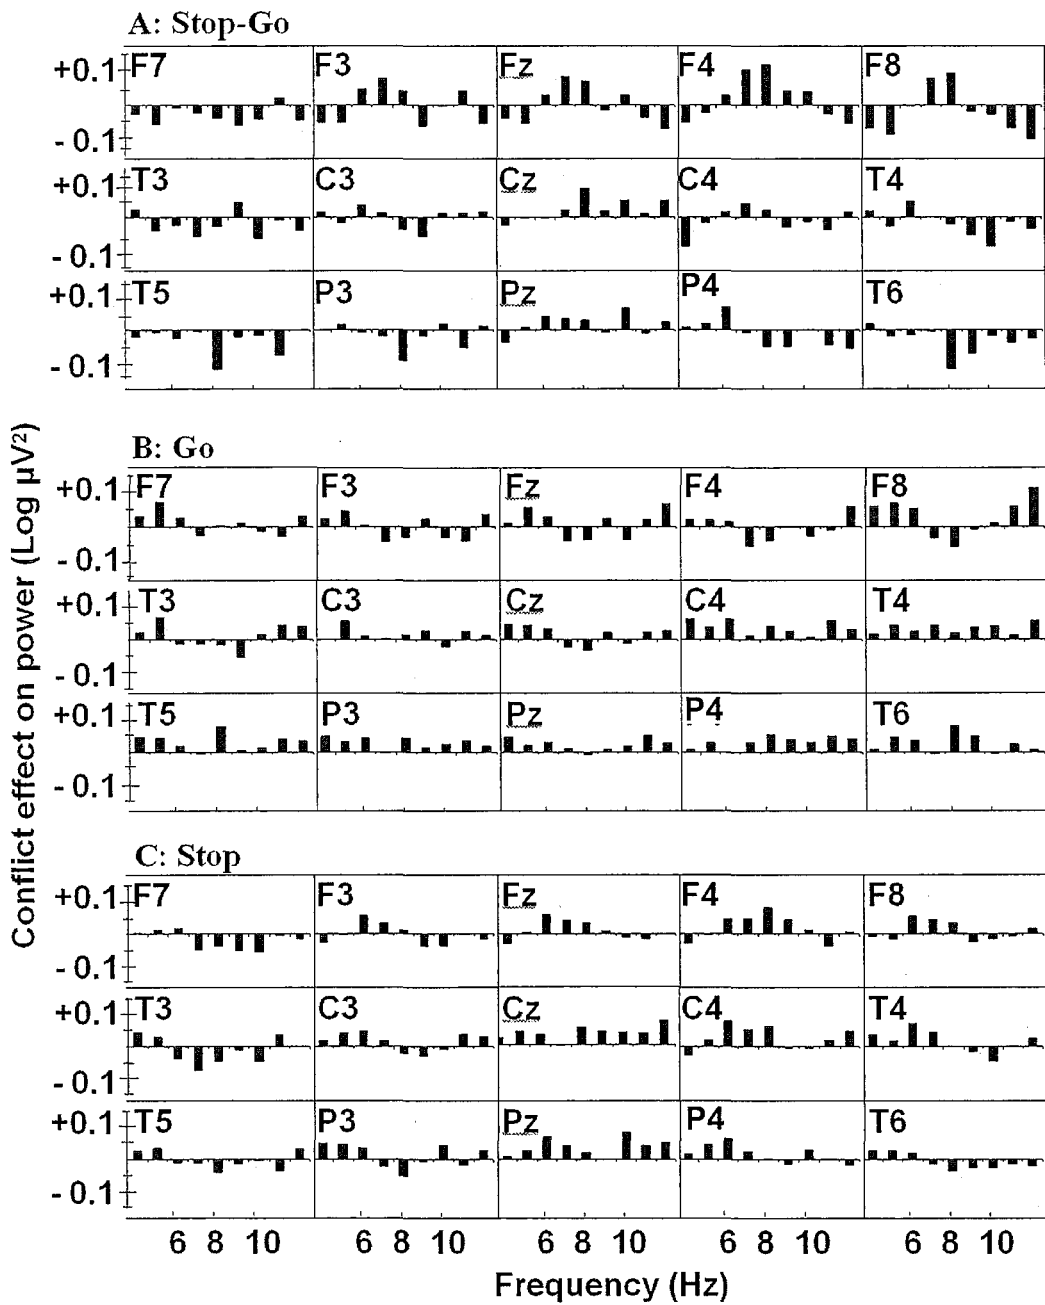 A: Stop-Go
F7 F3 Fz F4 F8
+0.1
- 0.1
T3 C3 Cz C4 T4
+0.1
- 0.1
T5 P3 Pz P4 T6
+0.1
- 0.1
B: Go
F7 F3 Fz F4 F8
+0.1
- 0.1
T3 C3 Cz C4 T4
+0.1
- 0.1
T5 P3 Pz P4 T6
+0.1
- 0.1
C: Stop
F7 F3 Fz F4 F8
+0.1
- 0.1
T3 C3 Cz C4 T4
+0.1
- 0.1
T5 P3 Pz P4 T6
+0.1
- 0.1
6 8 10 6 8 10 6 8 10 6 8 10 6 8 10
Frequency (Hz)
Conflict effect on power (Log µV²)